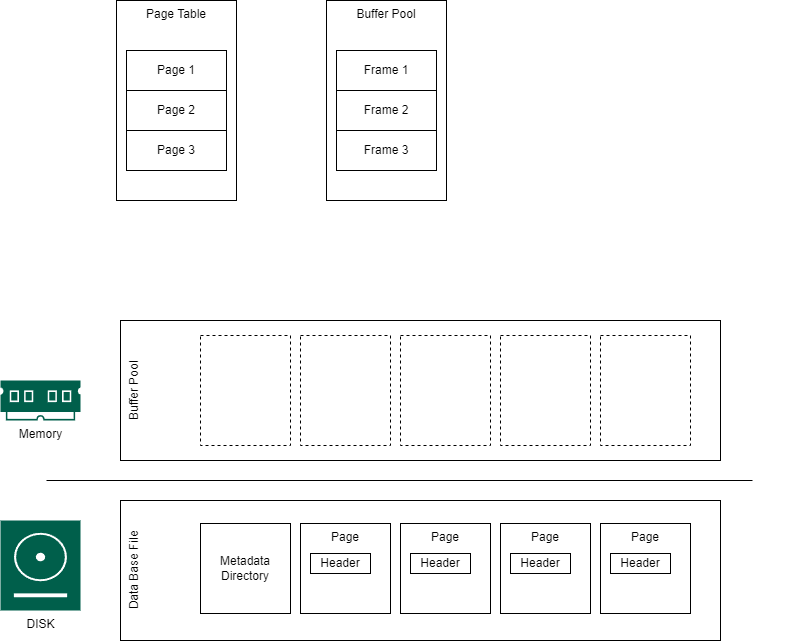 Page Table
Page 1
Page 2
Page 3
Buffer Pool
Frame 1
Frame 2
Frame 3
Memory
Buffer Pool
DISK
Data Base File
Metadata
Directory
Page
Header
Page
Header
Page
Header
Page
Header